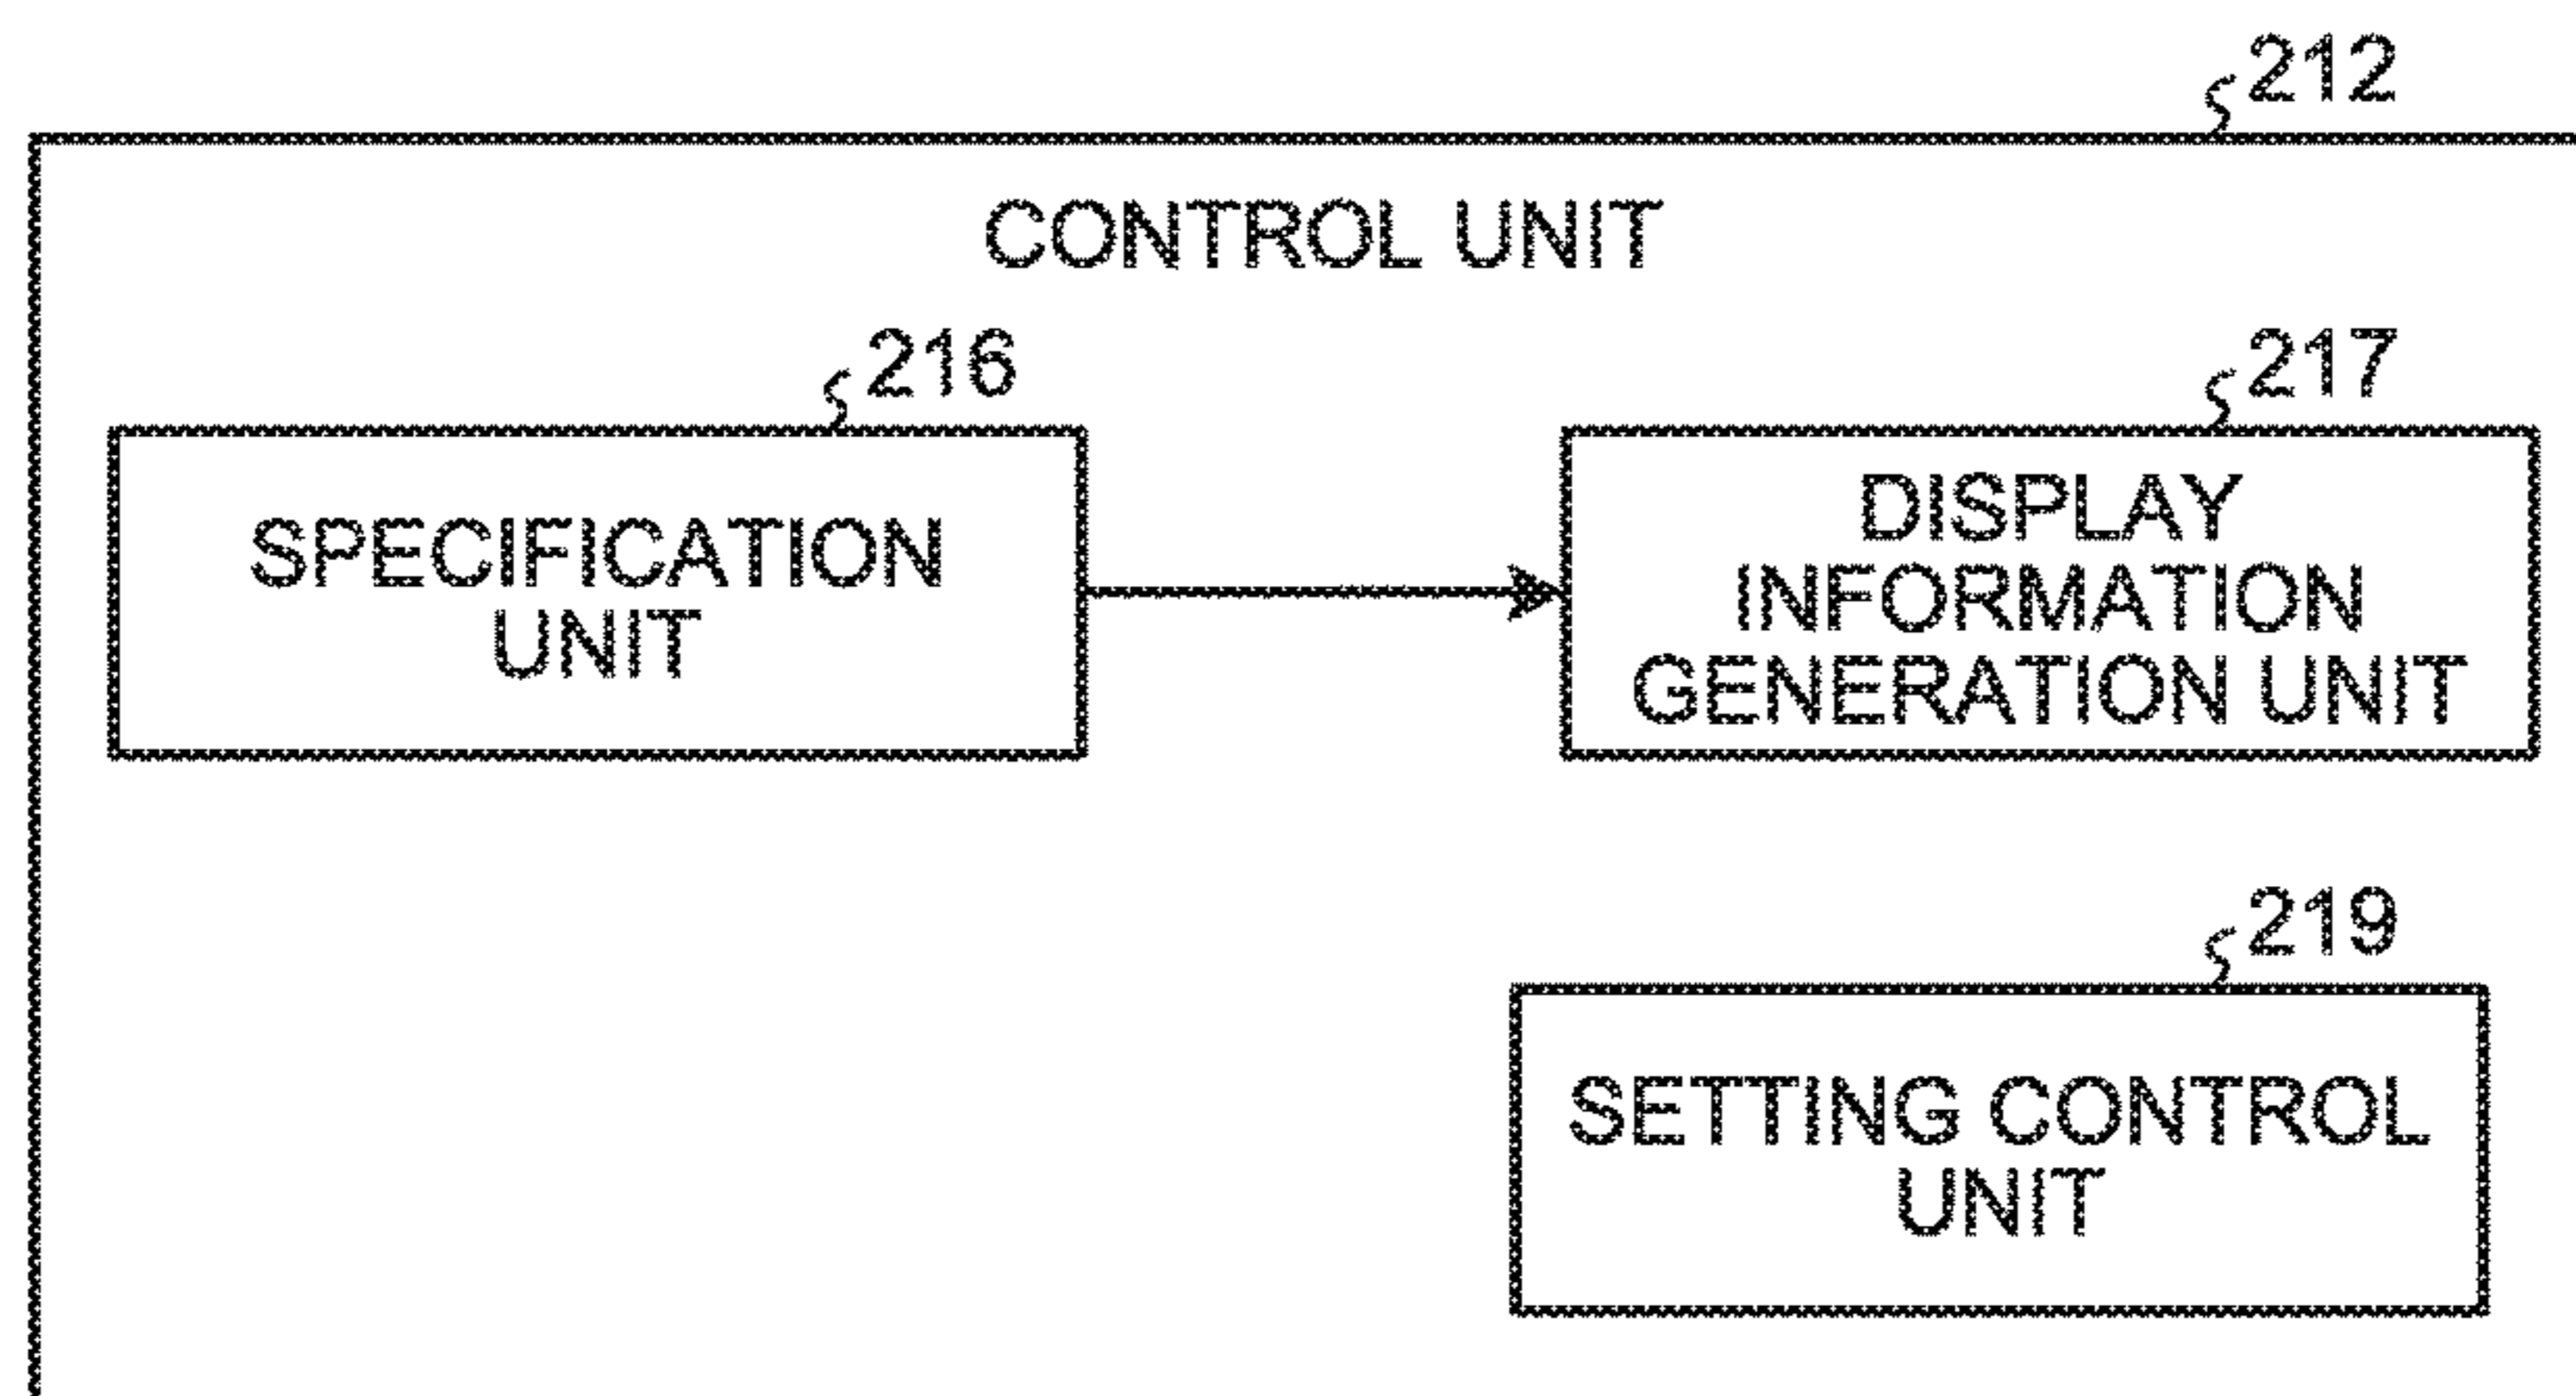 212
CONTROL UNIT
216
217
SPECIFICATION
UNIT
DISPLAY
INFORMATION
GENERATION UNIT
219
SETTING CONTROL
UNIT